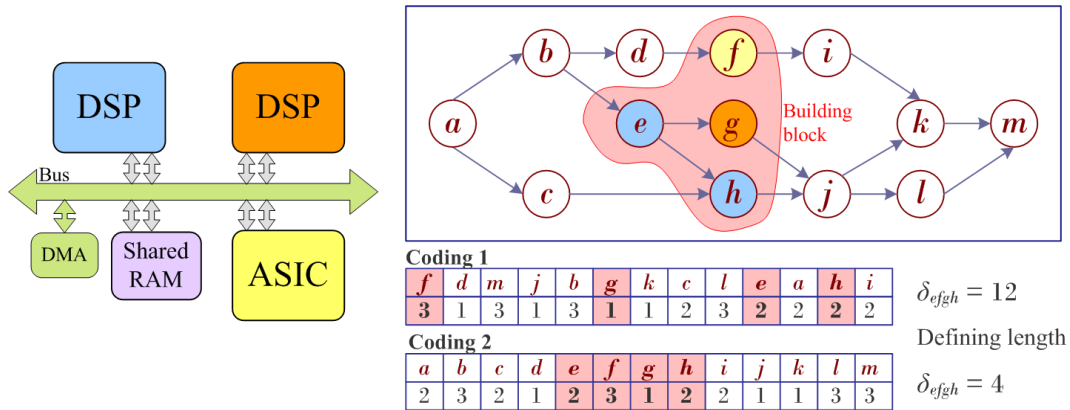 DSP
DSP
Bus
DMA
Shared
RAM
ASIC
a
b
d
f
i
e
g
Building
block
k
m
c
h
j
l
Coding 1
f d m j b g k c l e a h i
3 1 3 1 3 1 1 2 3 2 2 2 2
δefgh = 12
Defining length
Coding 2
a b c d e f g h i j k l m
2 3 2 1 2 3 1 2 2 1 1 3 3
δefgh = 4